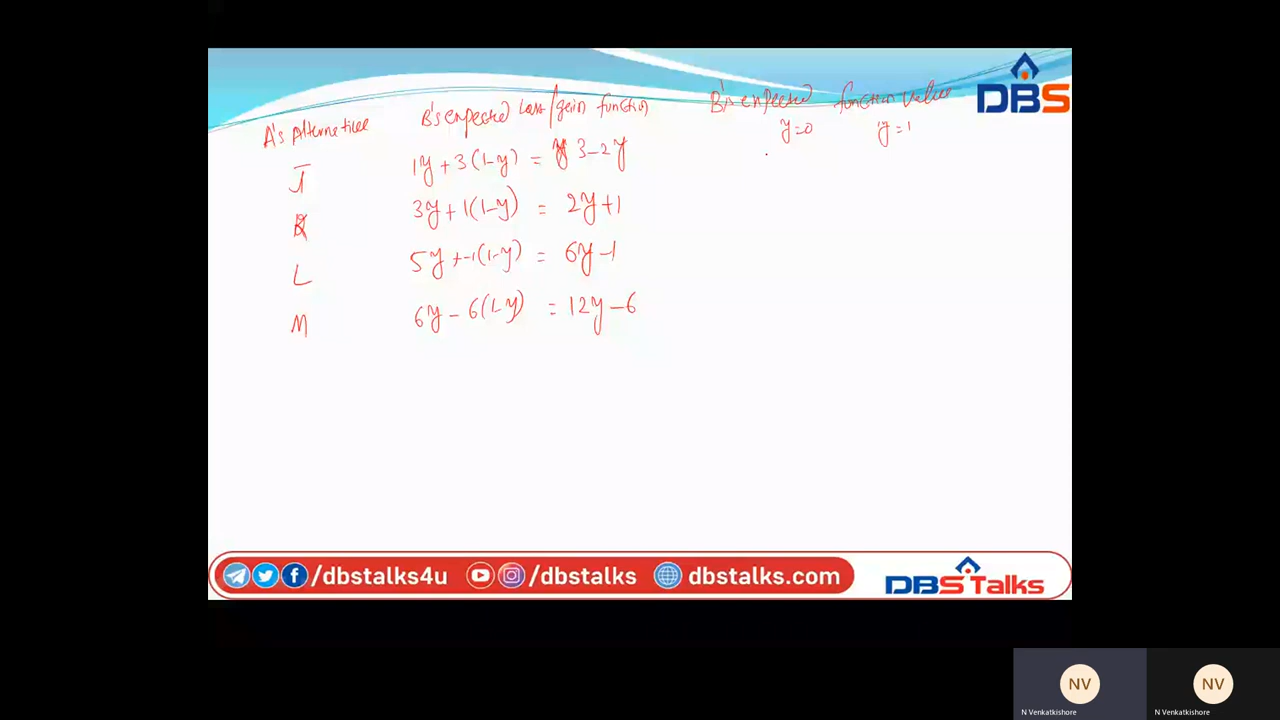 A's Alternatives B's expected Loss/gain function B's expected function value
y=0 y=1
J 1y+3(1-y) = 3-2y
K 3y+1(1-y) = 2y+1
L 5y+-1(1-y) = 6y-1
M 6y-6(1-y) = 12y-6
DBS
/dbstalks4u /dbstalks dbstalks.com DBS Talks
NV NV
N Venkatkishore N Venkatkishore